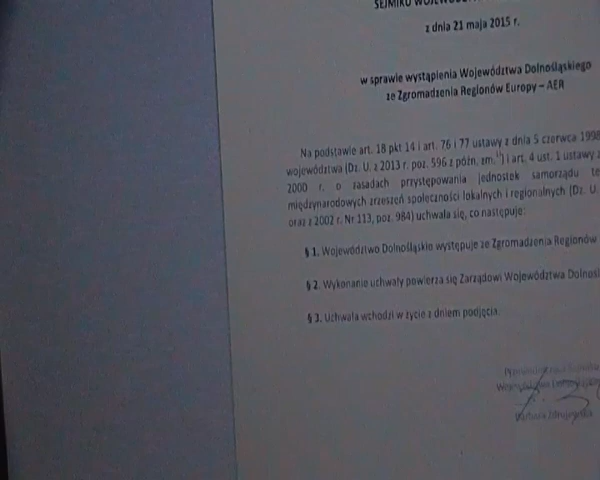 SEJMIKU
z dnia 21 maja 2015 r.
w sprawie wystąpienia Województwa Dolnośląskiego
ze Zgromadzenia Regionów Europy – AER
Na podstawie art. 18 pkt 14 i art. 76 i 77 ustawy z dnia 5 czerwca 1998
województwa (Dz. U. z 2013 r. poz. 596 z późn. zm.¹⁾) i art. 4 ust. 1 ustawy z
2000 r. o zasadach przystępowania jednostek samorządu te
międzynarodowych zrzeszeń społeczności lokalnych i regionalnych (Dz. U.
oraz z 2002 r. Nr 113, poz. 984) uchwala się, co następuje:
§ 1. Województwo Dolnośląskie występuje ze Zgromadzenia Regionów
§ 2. Wykonanie uchwały powierza się Zarządowi Województwa Dolnoś
§ 3. Uchwała wchodzi w życie z dniem podjęcia.